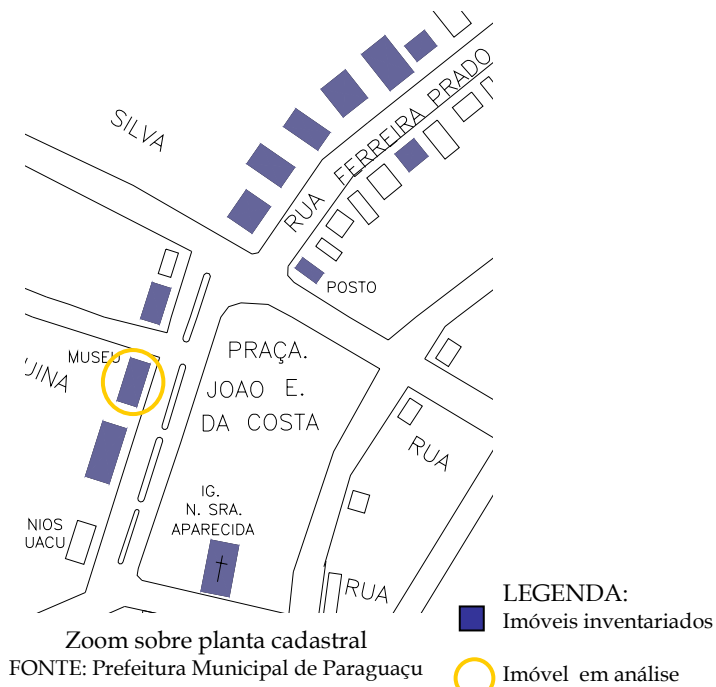 SILVA
RUA FERREIRA PRADO
POSTO
MUSEU
UINA
PRAÇA.
JOAO E.
DA COSTA
RUA
IG.
N. SRA.
APARECIDA
NIOS
UACU
RUA
LEGENDA:
Imóveis inventariados
Imóvel em análise
Zoom sobre planta cadastral
FONTE: Prefeitura Municipal de Paraguaçu